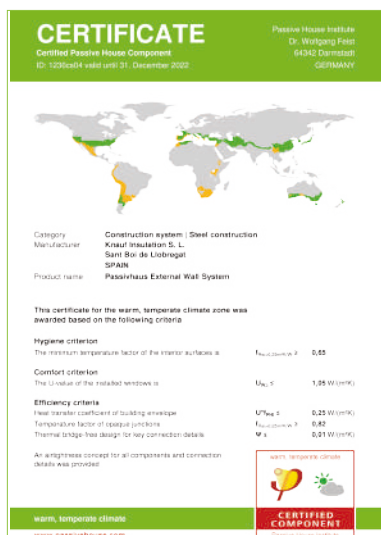 CERTIFICATE
Certified Passive House Component
ID: 1236cs04 valid until 31. December 2022
Passive House Institute
Dr. Wolfgang Feist
64342 Darmstadt
GERMANY
Category Construction system | Steel construction
Manufacturer Knauf Insulation S. L.
Sant Boi de Llobregat
SPAIN
Product name Passivhaus External Wall System
This certificate for the warm, temperate climate zone was
awarded based on the following criteria
Hygiene criterion
The minimum temperature factor of the interior surfaces is ≥ 0,65
Comfort criterion
The U-value of the installed windows is ≤ 1,05 W/(m²K)
Efficiency criteria
Heat transfer coefficient of building envelope ≤ 0,25 W/(m²K)
Temperature factor of opaque junctions ≥ 0,82
Thermal bridge-free design for key connection details Ψ ≤ 0,01 W/(mK)
An airtightness concept for all components and connection
details was provided
warm, temperate climate
CERTIFIED
COMPONENT
warm, temperate climate